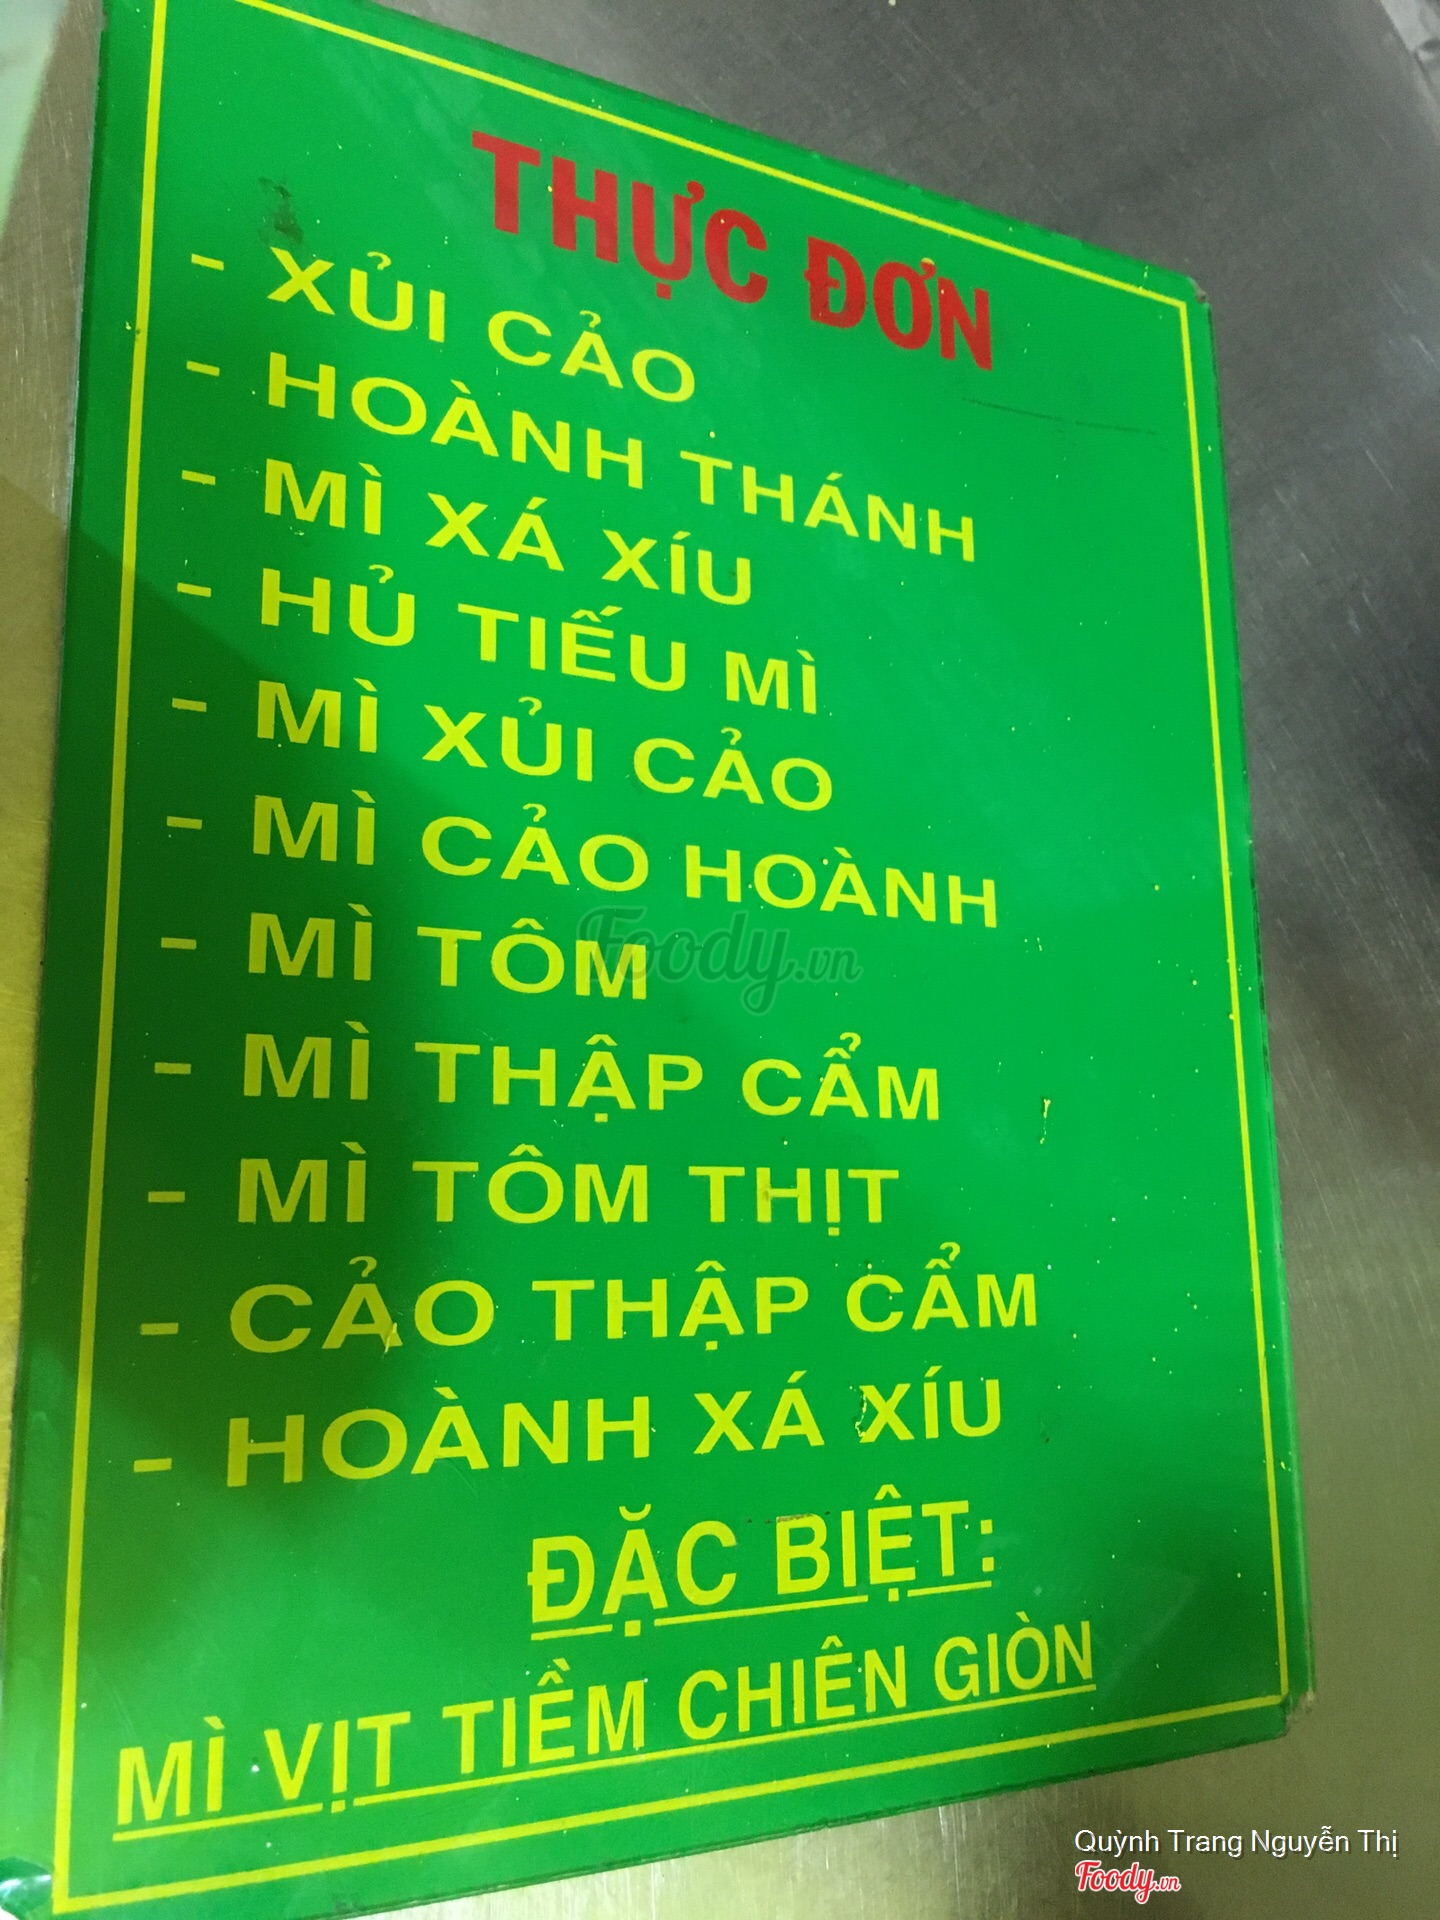 THỰC ĐƠN
- XỦI CẢO
- HOÀNH THÁNH
- MÌ XÁ XÍU
- HỦ TIẾU MÌ
- MÌ XỦI CẢO
- MÌ CẢO HOÀNH
- MÌ TÔM
- MÌ THẬP CẨM
- MÌ TÔM THỊT
- CẢO THẬP CẨM
- HOÀNH XÁ XÍU
ĐẶC BIỆT:
MÌ VỊT TIỀM CHIÊN GIÒN
Foody.vn
Quỳnh Trang Nguyễn Thị
Foody.vn